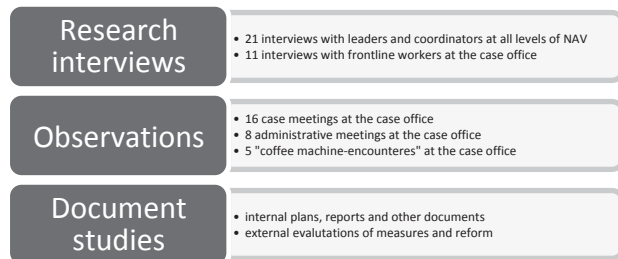 Research
interviews
• 21 interviews with leaders and coordinators at all levels of NAV
• 11 interviews with frontline workers at the case office
Observations
• 16 case meetings at the case office
• 8 administrative meetings at the case office
• 5 "coffee machine-encounteres" at the case office
Document
studies
• internal plans, reports and other documents
• external evalutations of measures and reform